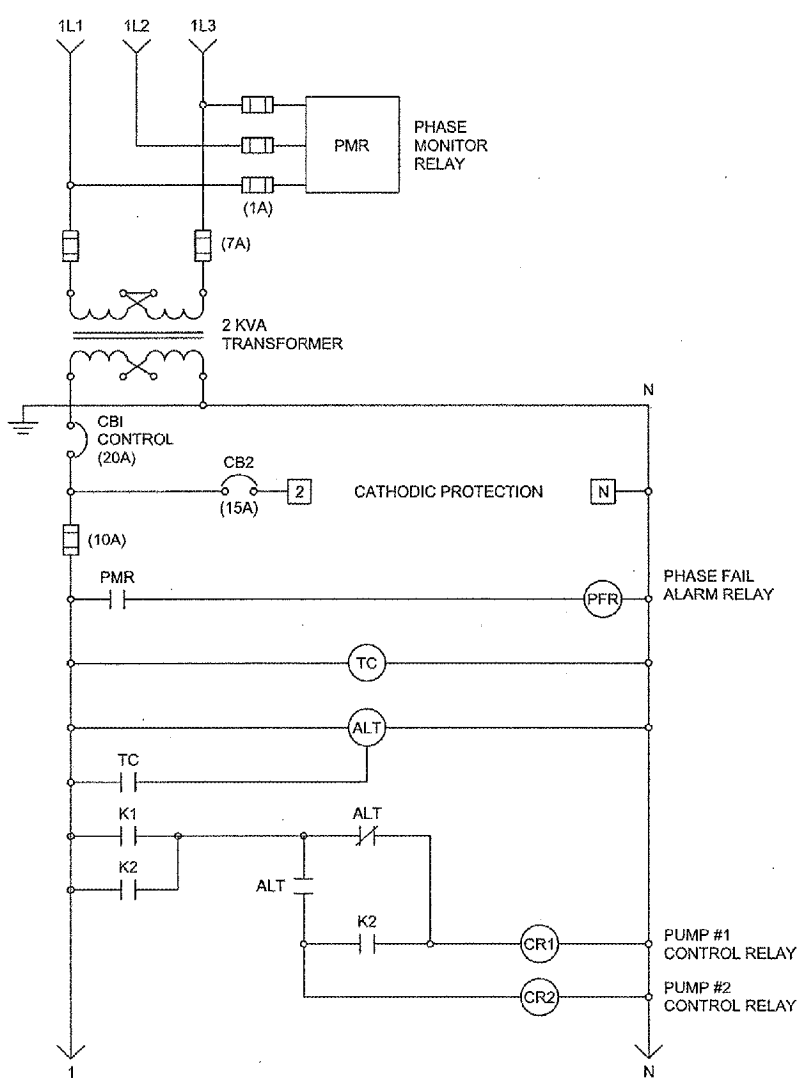 1L1 1L2 1L3
PMR
PHASE
MONITOR
RELAY
(1A)
(7A)
2 KVA
TRANSFORMER
N
CB1
CONTROL
(20A)
CB2
2
CATHODIC PROTECTION
N
(15A)
(10A)
PMR
PFR
PHASE FAIL
ALARM RELAY
TC
ALT
TC
K1
ALT
K2
ALT
K2
CR1
PUMP #1
CONTROL RELAY
CR2
PUMP #2
CONTROL RELAY
1
N